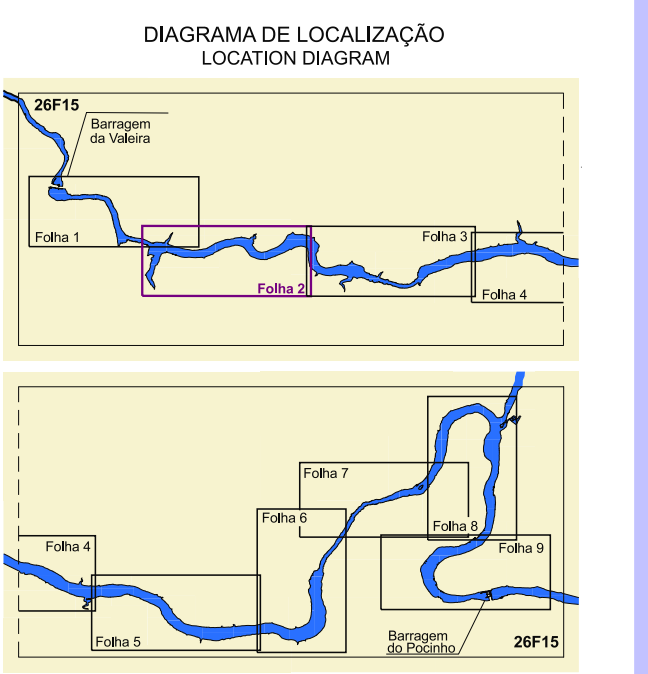 DIAGRAMA DE LOCALIZAÇÃO
LOCATION DIAGRAM
26F15
Barragem
da Valeira
Folha 1
Folha 2
Folha 3
Folha 4
Folha 7
Folha 6
Folha 8
Folha 4
Folha 9
Folha 5
Barragem
do Pocinho
26F15